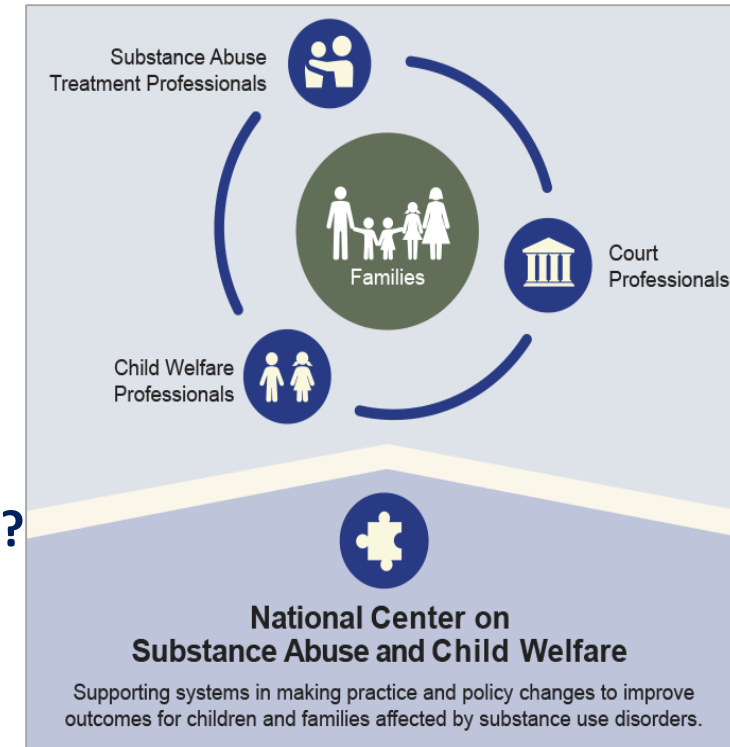 Substance Abuse
Treatment Professionals
Families
Court
Professionals
Child Welfare
Professionals
?
National Center on
Substance Abuse and Child Welfare
Supporting systems in making practice and policy changes to improve
outcomes for children and families affected by substance use disorders.